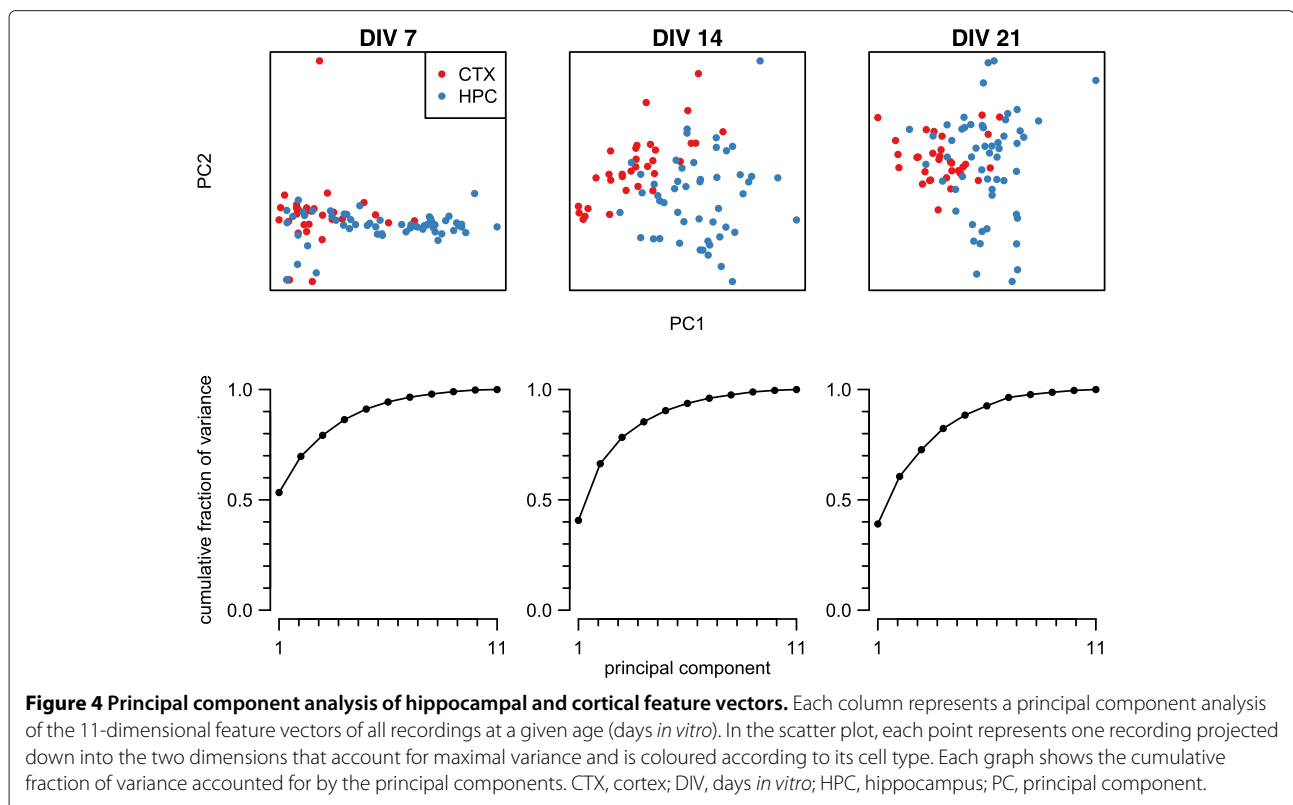 DIV 7
DIV 14
DIV 21
CTX
HPC
PC2
PC1
cumulative fraction of variance
1.0
0.5
0.0
1.0
0.5
0.0
1.0
0.5
0.0
1
11
1
11
1
11
principal component
Figure 4 Principal component analysis of hippocampal and cortical feature vectors. Each column represents a principal component analysis
of the 11-dimensional feature vectors of all recordings at a given age (days in vitro). In the scatter plot, each point represents one recording projected
down into the two dimensions that account for maximal variance and is coloured according to its cell type. Each graph shows the cumulative
fraction of variance accounted for by the principal components. CTX, cortex; DIV, days in vitro; HPC, hippocampus; PC, principal component.